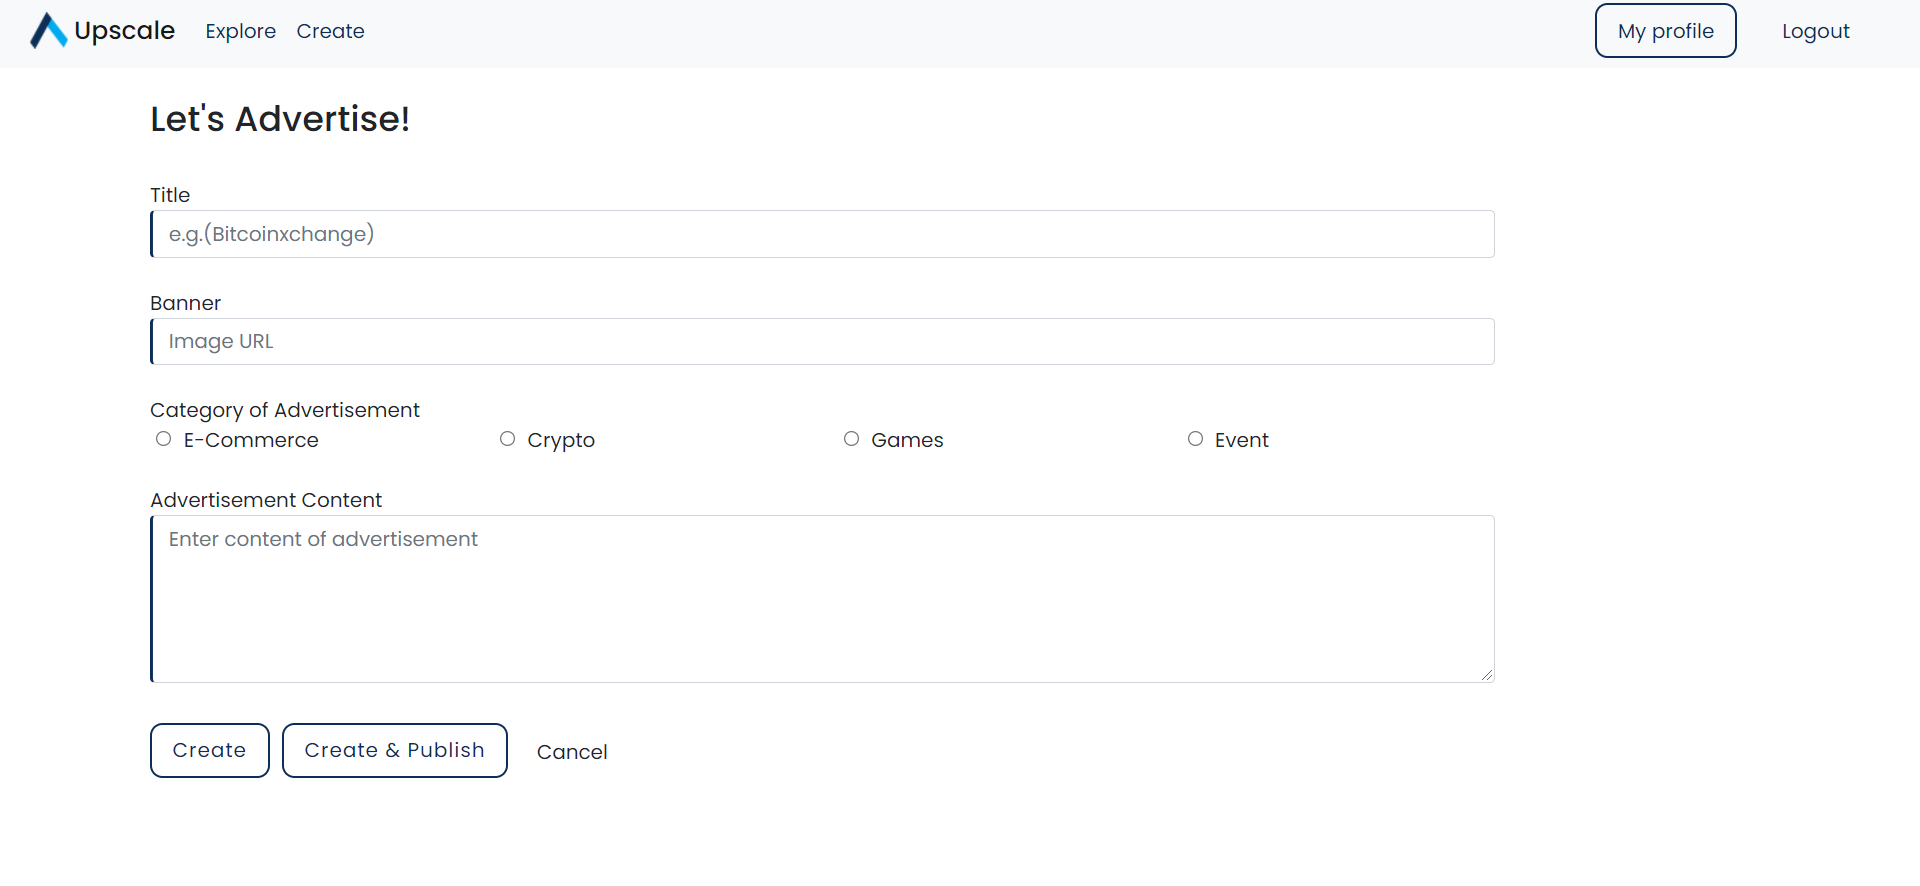 Upscale Explore Create My profile Logout
Let's Advertise!
Title
e.g.(Bitcoinxchange)
Banner
Image URL
Category of Advertisement
E-Commerce Crypto Games Event
Advertisement Content
Enter content of advertisement
Create Create & Publish Cancel